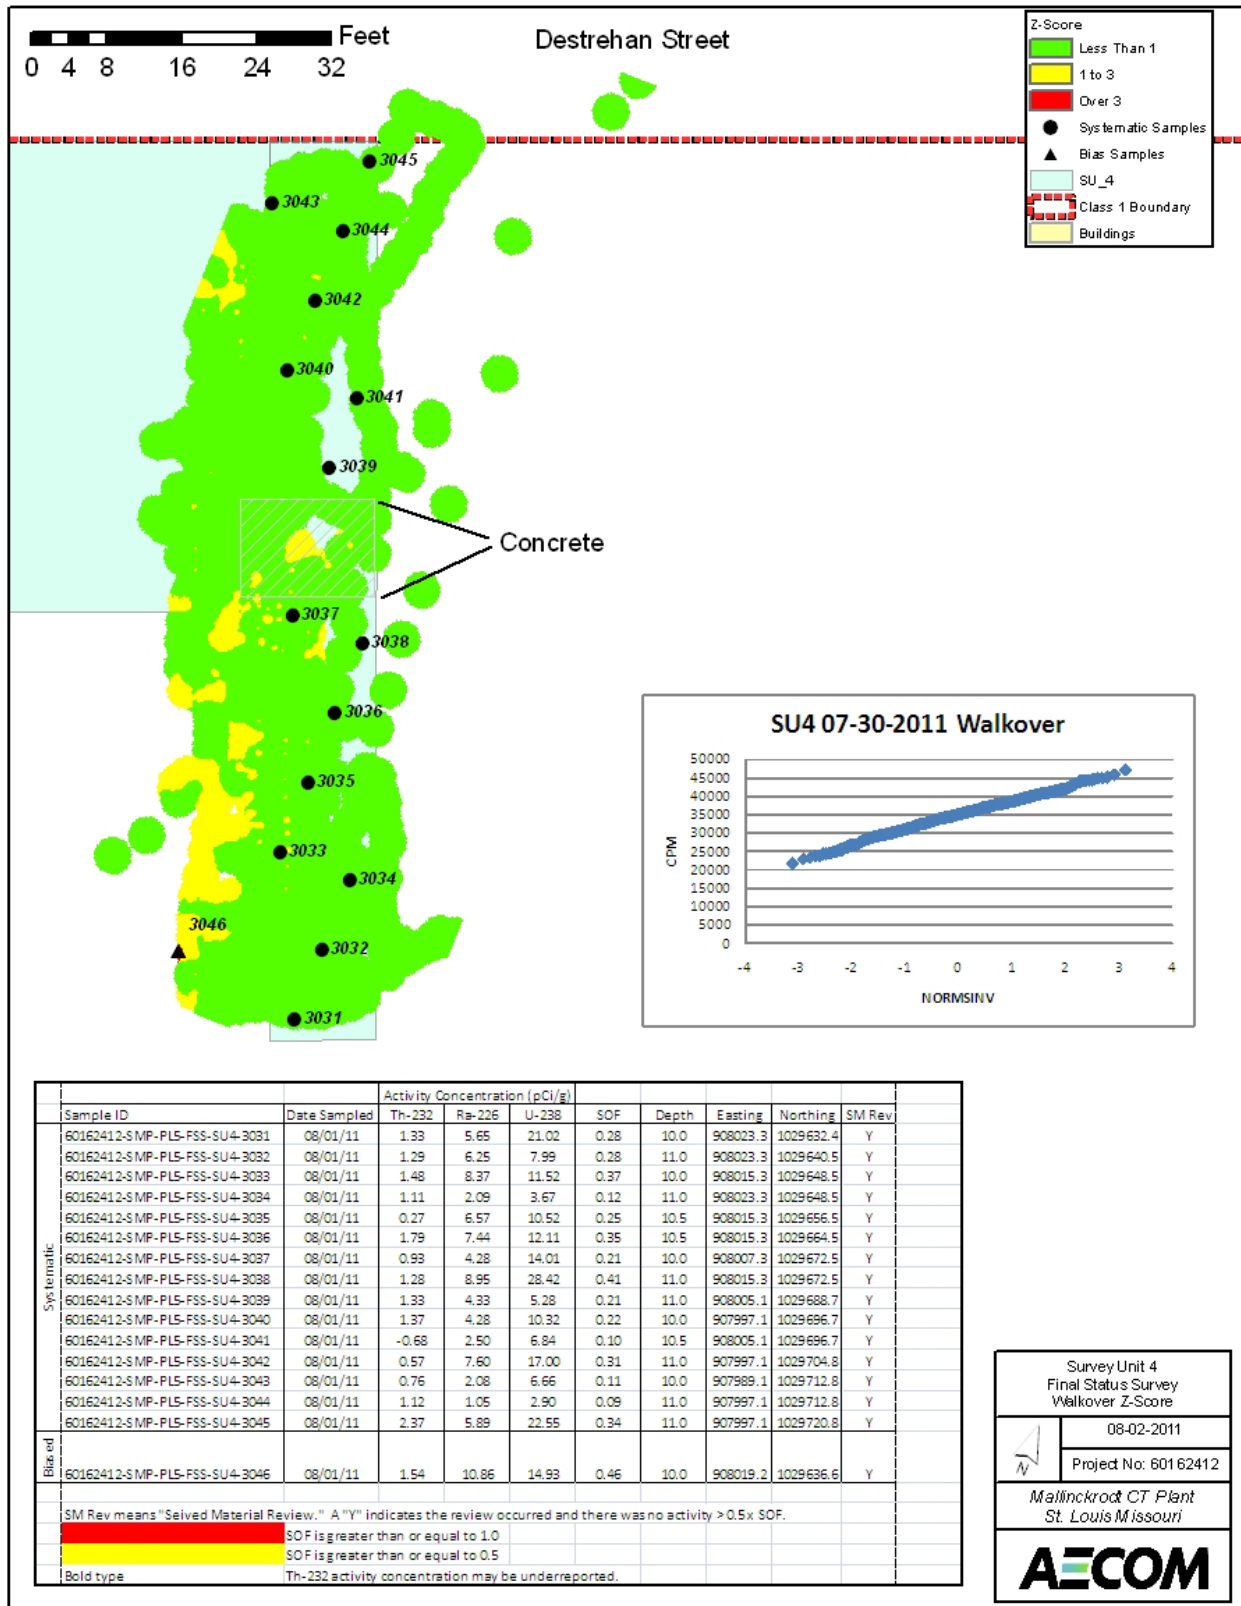 Feet
0 4 8 16 24 32
Destrehan Street
Z-Score
Less Than 1
1 to 3
Over 3
Systematic Samples
Bias Samples
SU_4
Class 1 Boundary
Buildings
3045
3043
3044
3042
3040
3041
3039
Concrete
3037
3038
3036
3035
3033
3034
3046
3032
3031
SU4 07-30-2011 Walkover
50000
45000
40000
35000
30000
25000
20000
15000
10000
5000
0
CPM
-4 -3 -2 -1 0 1 2 3 4
NORMSINV
Activity Concentration (pCi/g)
Sample ID Date Sampled Th-232 Ra-226 U-238 SOF Depth Easting Northing SM Rev
Systematic
60162412-SMP-PL5-FSS-SU4-3031 08/01/11 1.33 5.65 21.02 0.28 10.0 908023.3 1029632.4 Y
60162412-SMP-PL5-FSS-SU4-3032 08/01/11 1.29 6.25 7.99 0.28 11.0 908023.3 1029640.5 Y
60162412-SMP-PL5-FSS-SU4-3033 08/01/11 1.48 8.37 11.52 0.37 10.0 908015.3 1029648.5 Y
60162412-SMP-PL5-FSS-SU4-3034 08/01/11 1.11 2.09 3.67 0.12 11.0 908023.3 1029648.5 Y
60162412-SMP-PL5-FSS-SU4-3035 08/01/11 0.27 6.57 10.52 0.25 10.5 908015.3 1029656.5 Y
60162412-SMP-PL5-FSS-SU4-3036 08/01/11 1.79 7.44 12.11 0.35 10.5 908015.3 1029664.5 Y
60162412-SMP-PL5-FSS-SU4-3037 08/01/11 0.93 4.28 14.01 0.21 10.0 908007.3 1029672.5 Y
60162412-SMP-PL5-FSS-SU4-3038 08/01/11 1.28 8.95 28.42 0.41 11.0 908015.3 1029672.5 Y
60162412-SMP-PL5-FSS-SU4-3039 08/01/11 1.33 4.33 5.28 0.21 11.0 908005.1 1029688.7 Y
60162412-SMP-PL5-FSS-SU4-3040 08/01/11 1.37 4.28 10.32 0.22 10.0 907997.1 1029696.7 Y
60162412-SMP-PL5-FSS-SU4-3041 08/01/11 -0.68 2.50 6.84 0.10 10.5 908005.1 1029696.7 Y
60162412-SMP-PL5-FSS-SU4-3042 08/01/11 0.57 7.60 17.00 0.31 11.0 907997.1 1029704.8 Y
60162412-SMP-PL5-FSS-SU4-3043 08/01/11 0.76 2.08 6.66 0.11 10.0 907989.1 1029712.8 Y
60162412-SMP-PL5-FSS-SU4-3044 08/01/11 1.12 1.05 2.90 0.09 11.0 907997.1 1029712.8 Y
60162412-SMP-PL5-FSS-SU4-3045 08/01/11 2.37 5.89 22.55 0.34 11.0 907997.1 1029720.8 Y
Biased
60162412-SMP-PL5-FSS-SU4-3046 08/01/11 1.54 10.86 14.93 0.46 10.0 908019.2 1029636.6 Y
SM Rev means "Seived Material Review." A "Y" indicates the review occurred and there was no activity > 0.5x SOF.
SOF is greater than or equal to 1.0
SOF is greater than or equal to 0.5
Bold type Th-232 activity concentration may be underreported.
Survey Unit 4
Final Status Survey
Walkover Z-Score
08-02-2011
N
Project No: 60162412
Mallinckrodt CT Plant
St. Louis Missouri
AECOM